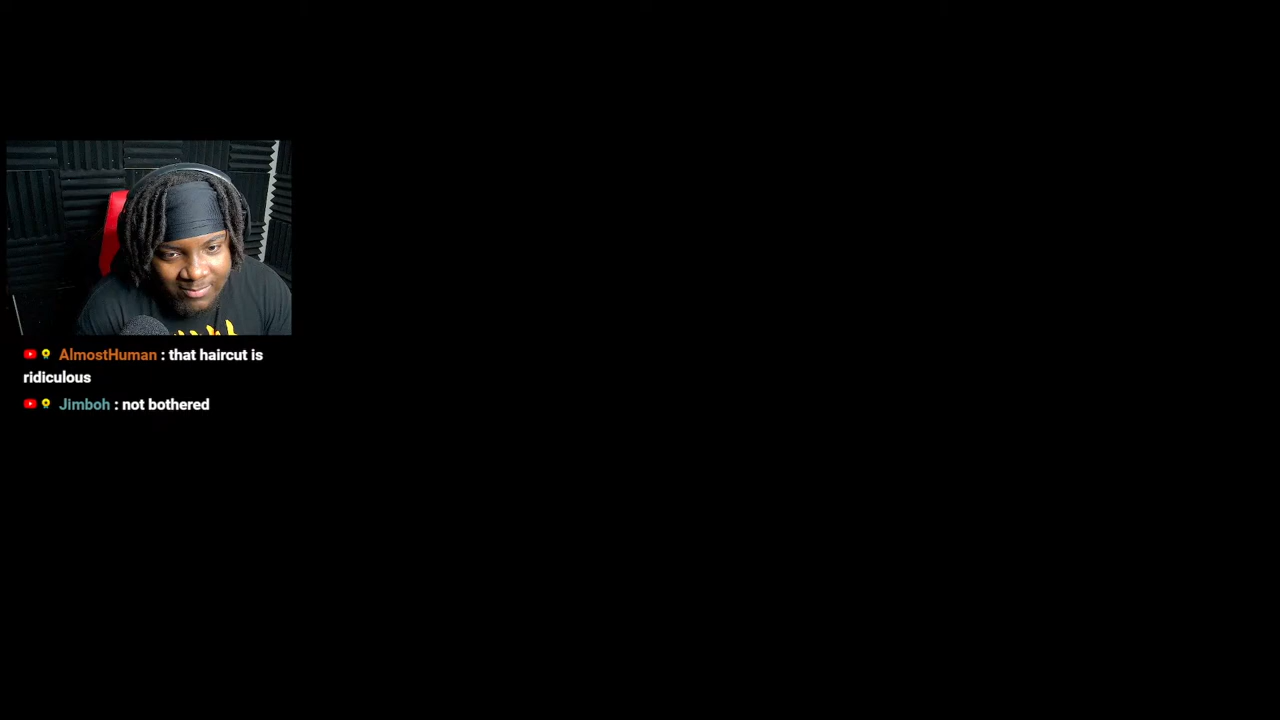 AlmostHuman : that haircut is
ridiculous
Jimboh : not bothered